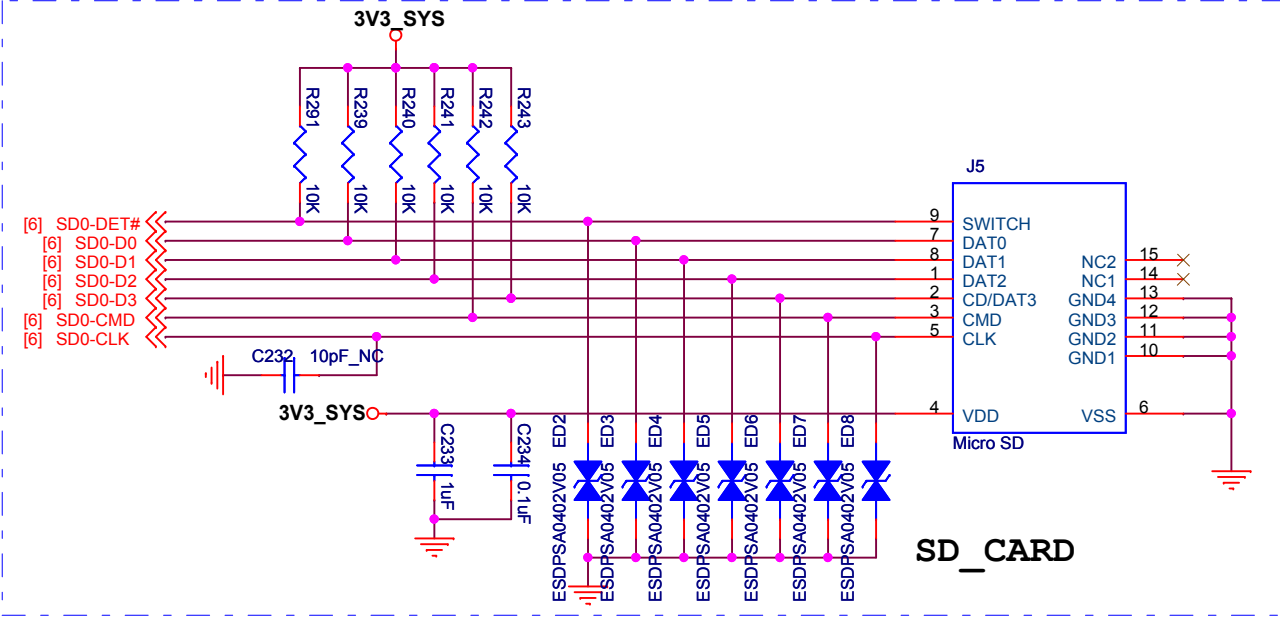 3V3_SYS
R291
R239
R240
R241
R242
R243
10K
10K
10K
10K
10K
10K
J5
[6] SD0-DET#
[6] SD0-D0
[6] SD0-D1
[6] SD0-D2
[6] SD0-D3
[6] SD0-CMD
[6] SD0-CLK
9 SWITCH
7 DAT0
8 DAT1
1 DAT2
2 CD/DAT3
3 CMD
5 CLK
4 VDD
NC2 15
NC1 14
GND4 13
GND3 12
GND2 11
GND1 10
VSS 6
Micro SD
C232 10pF_NC
3V3_SYS
C233
1uF
C234
0.1uF
ED2
ESDPSA0402V05
ED3
ESDPSA0402V05
ED4
ESDPSA0402V05
ED5
ESDPSA0402V05
ED6
ESDPSA0402V05
ED7
ESDPSA0402V05
ED8
ESDPSA0402V05
SD_CARD